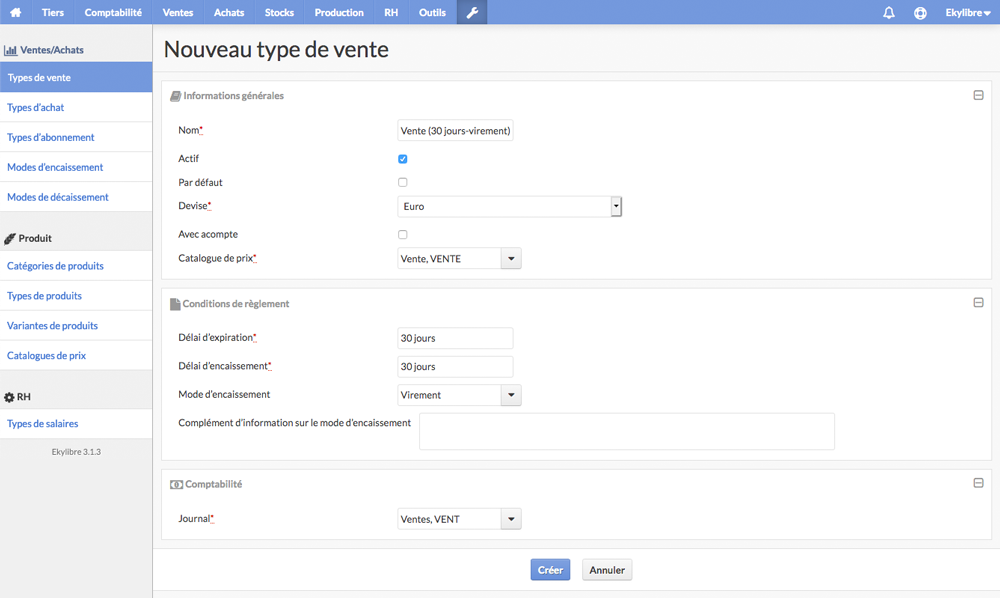 Tiers Comptabilité Ventes Achats Stocks Production RH Outils Ekylibre
Ventes/Achats
Types de vente
Types d'achat
Types d'abonnement
Modes d'encaissement
Modes de décaissement
Produit
Catégories de produits
Types de produits
Variantes de produits
Catalogues de prix
RH
Types de salaires
Ekylibre 3.1.3
Nouveau type de vente
Informations générales
Nom* Vente (30 jours-virement)
Actif
Par défaut
Devise* Euro
Avec acompte
Catalogue de prix* Vente, VENTE
Conditions de règlement
Délai d'expiration* 30 jours
Délai d'encaissement* 30 jours
Mode d'encaissement Virement
Complément d'information sur le mode d'encaissement
Comptabilité
Journal* Ventes, VENT
Créer Annuler